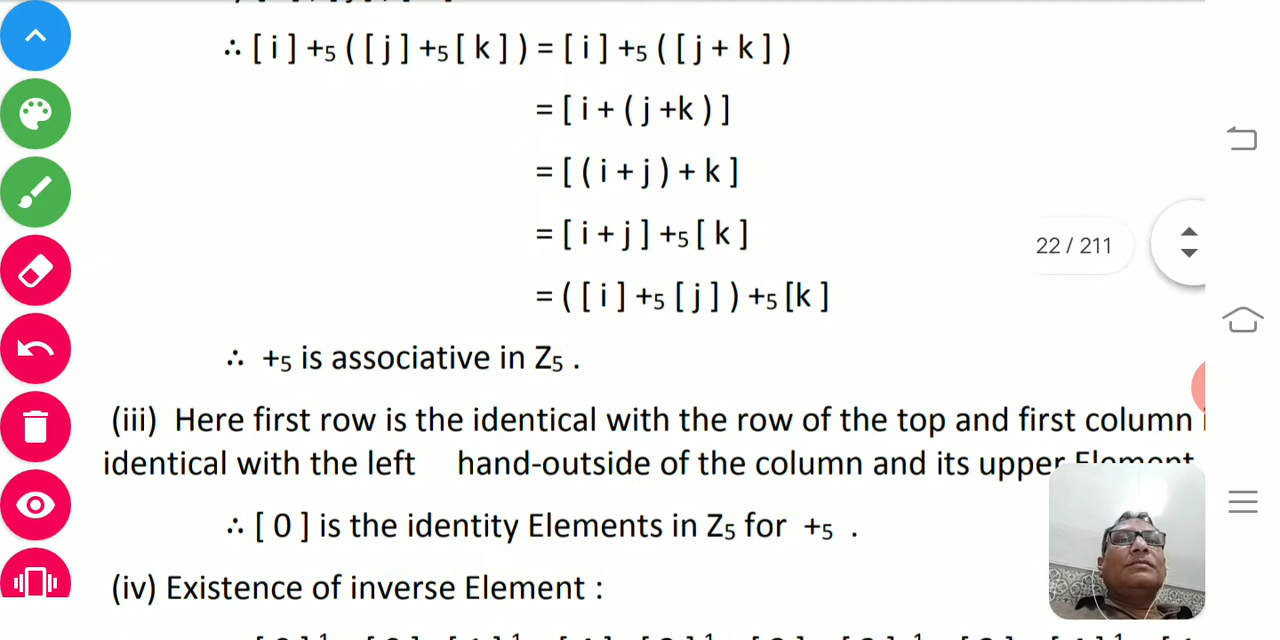 ∴ [ i ] +₅ ( [ j ] +₅ [ k ] ) = [ i ] +₅ ( [ j + k ] )
= [ i + ( j +k ) ]
= [ ( i + j ) + k ]
= [ i + j ] +₅ [ k ]
= ( [ i ] +₅ [ j ] ) +₅ [k ]
22 / 211
∴ +₅ is associative in Z₅ .
(iii) Here first row is the identical with the row of the top and first column
identical with the left hand-outside of the column and its upper Element
∴ [ 0 ] is the identity Elements in Z₅ for +₅ .
(iv) Existence of inverse Element :